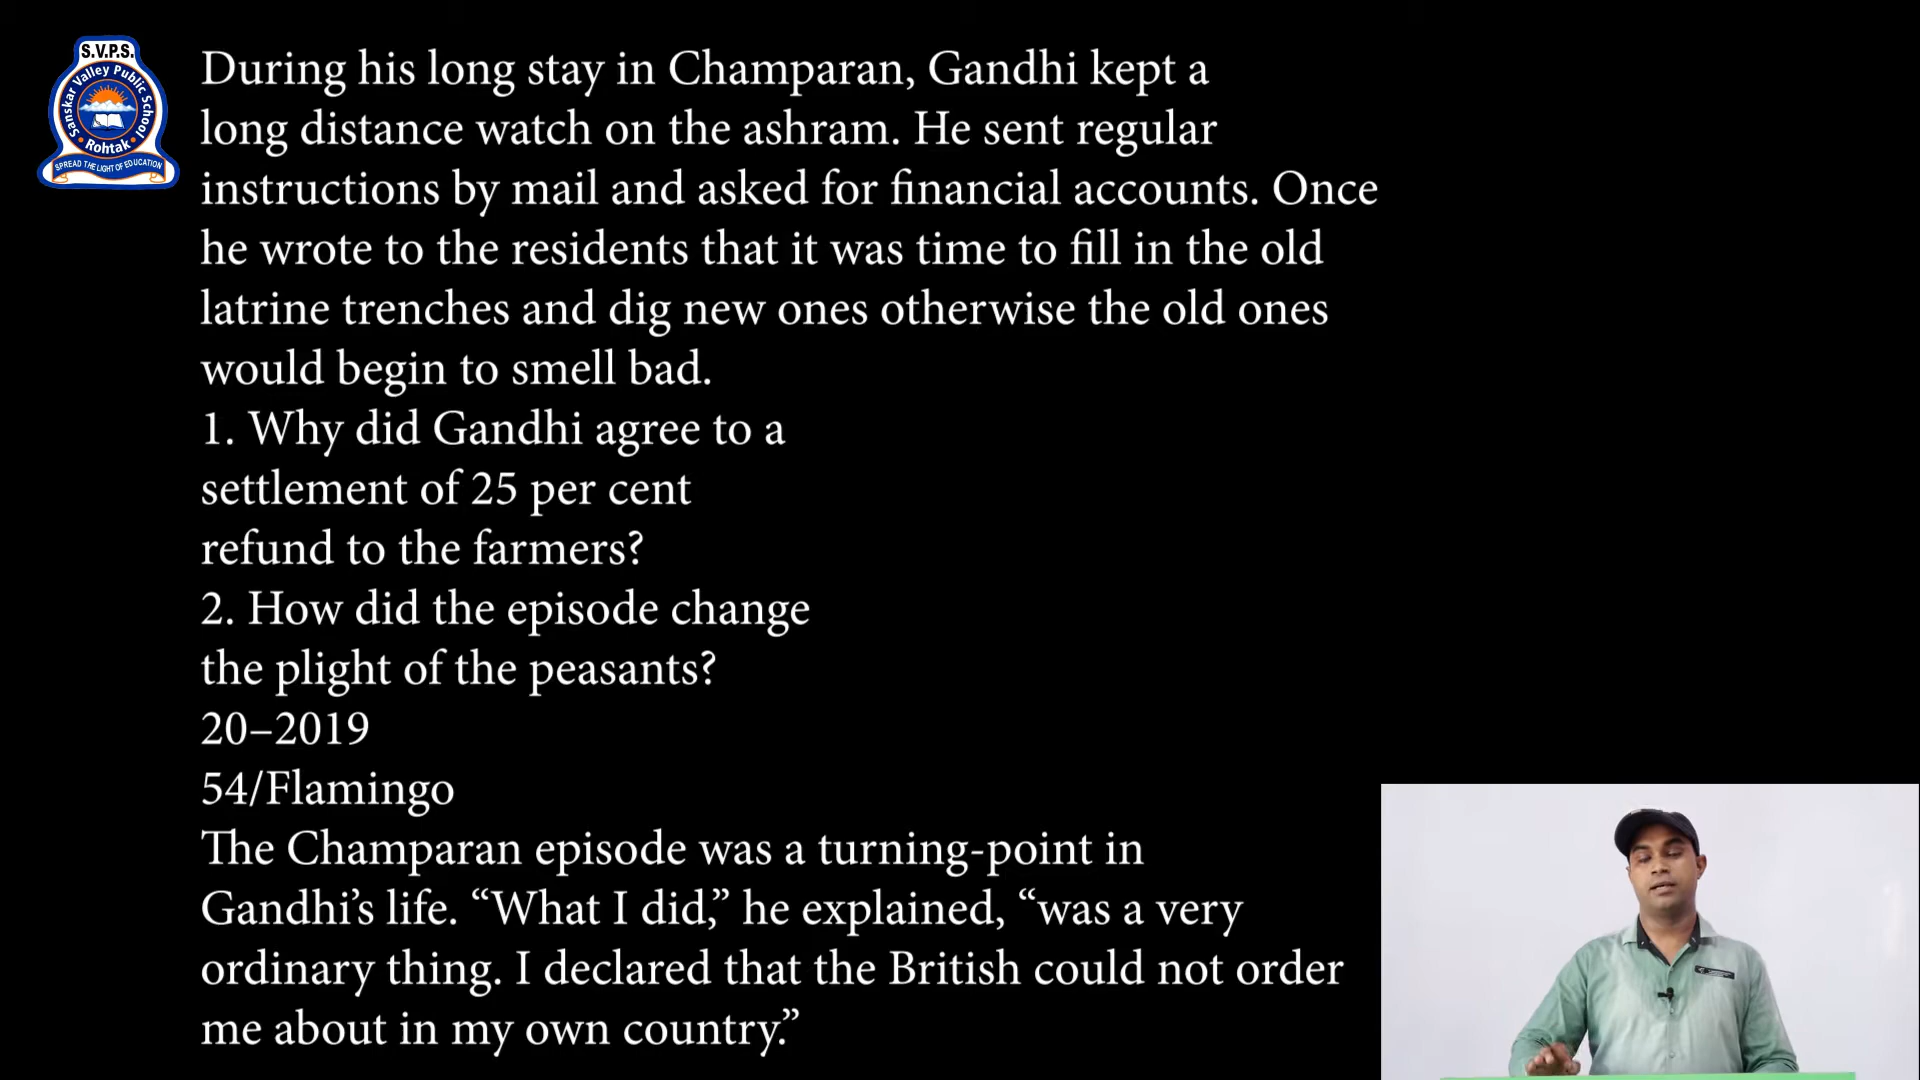 S.V.P.S.
Sanskar Valley Public School
Rohtak
SPREAD THE LIGHT OF EDUCATION
During his long stay in Champaran, Gandhi kept a
long distance watch on the ashram. He sent regular
instructions by mail and asked for financial accounts. Once
he wrote to the residents that it was time to fill in the old
latrine trenches and dig new ones otherwise the old ones
would begin to smell bad.
1. Why did Gandhi agree to a
settlement of 25 per cent
refund to the farmers?
2. How did the episode change
the plight of the peasants?
20–2019
54/Flamingo
The Champaran episode was a turning-point in
Gandhi’s life. “What I did,” he explained, “was a very
ordinary thing. I declared that the British could not order
me about in my own country.”